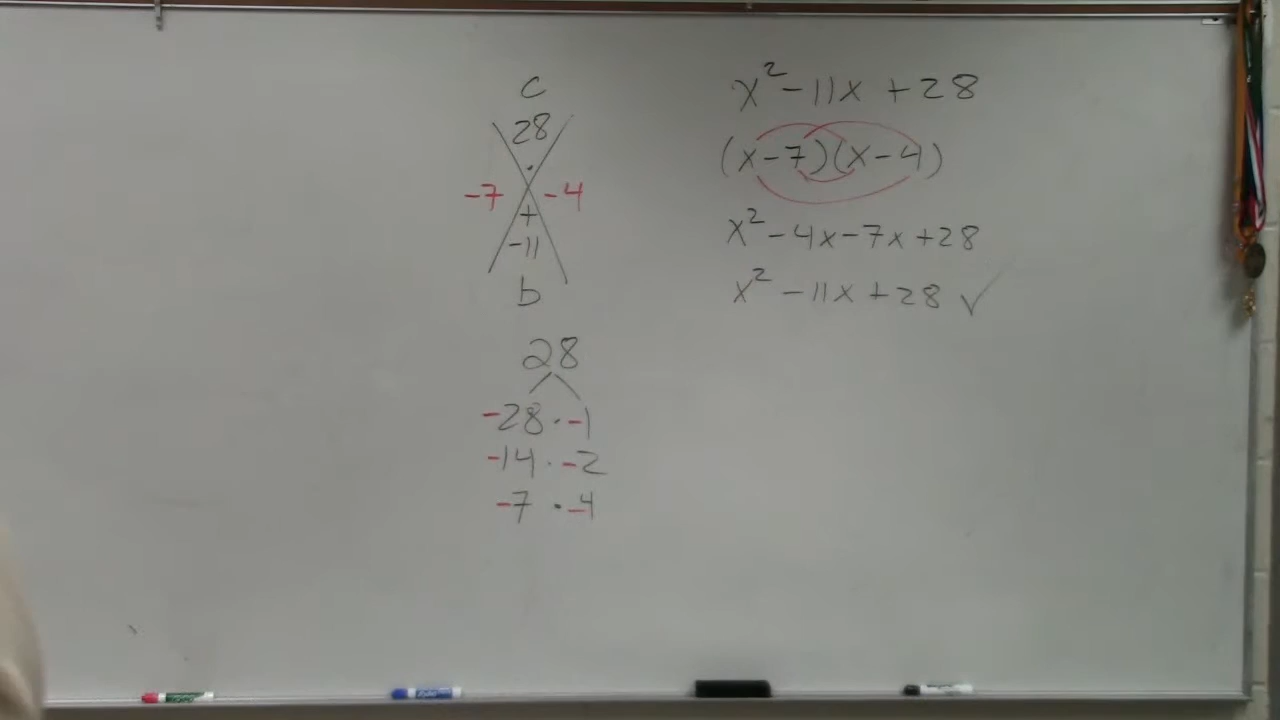 c
28
·
-7 -4
+
-11
b
28
-28 · -1
-14 · -2
-7 · -4
x² - 11x + 28
(x - 7)(x - 4)
x² - 4x - 7x + 28
x² - 11x + 28 ✓